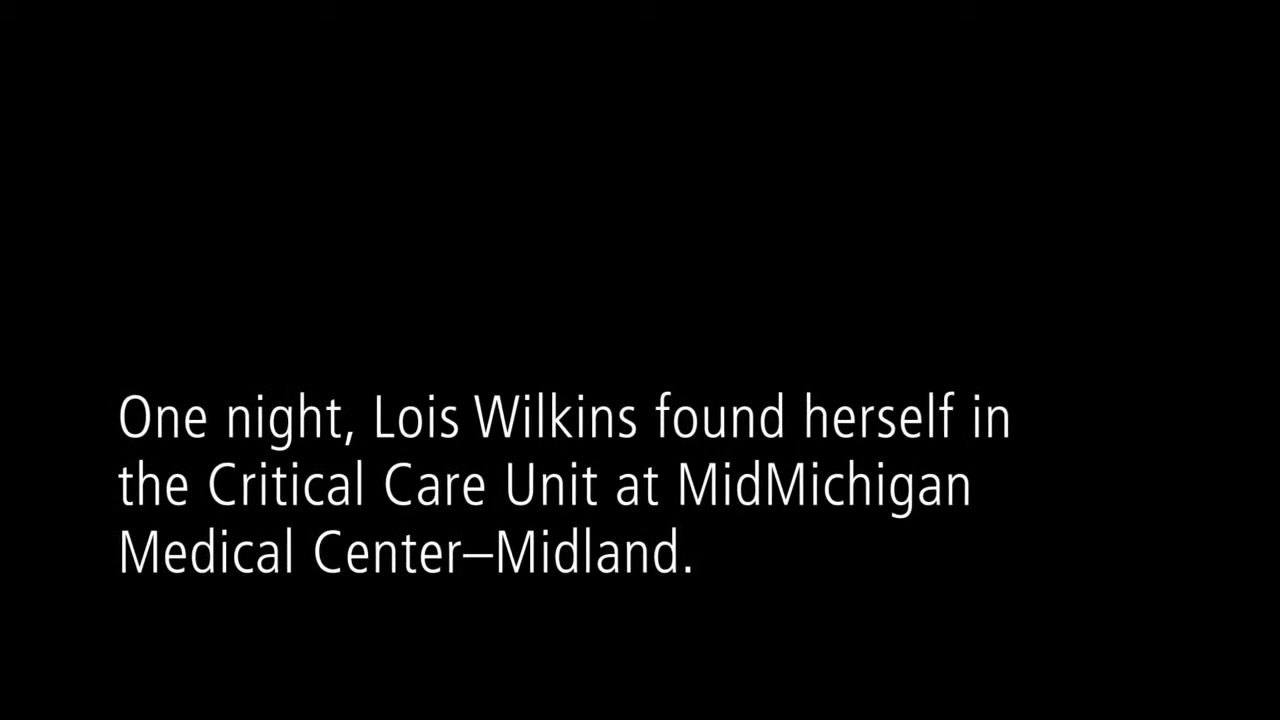 One night, Lois Wilkins found herself in
the Critical Care Unit at MidMichigan
Medical Center–Midland.